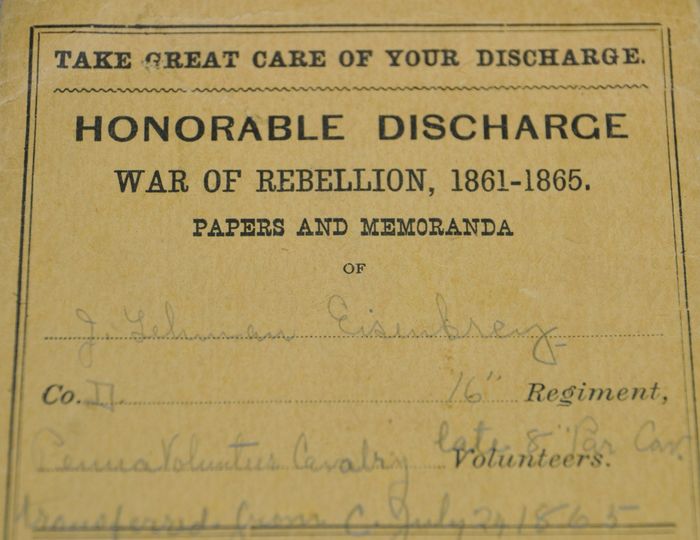 TAKE GREAT CARE OF YOUR DISCHARGE.
HONORABLE DISCHARGE
WAR OF REBELLION, 1861-1865.
PAPERS AND MEMORANDA
OF
J. Lehman Eisenbrey
Co. D. 16" Regiment,
Penna Volunteer Cavalry late 8" Cav. Volunteers.
transferred from C. July 24 1865